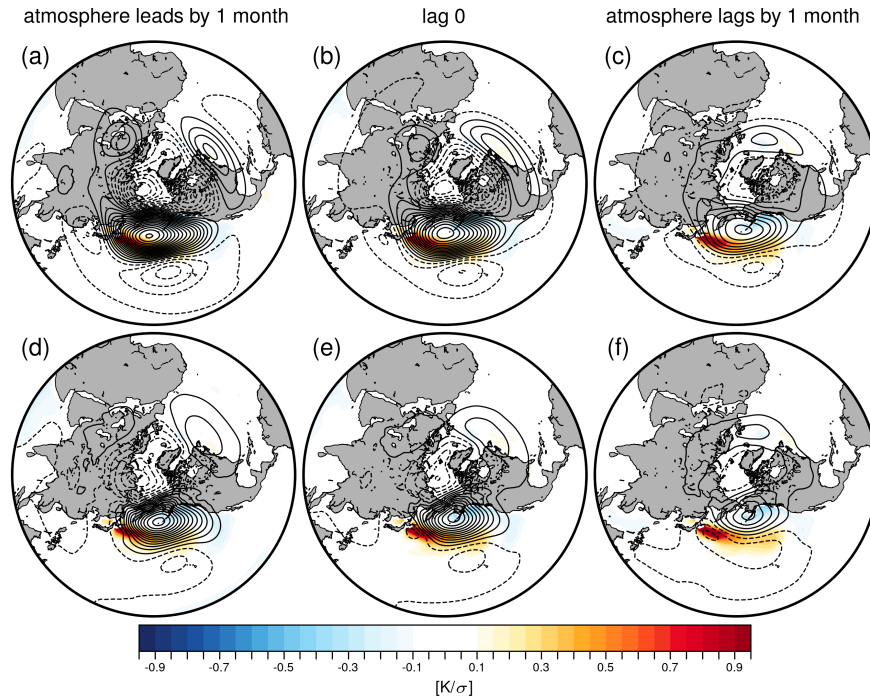 atmosphere leads by 1 month lag 0 atmosphere lags by 1 month
(a) (b) (c)
(d) (e) (f)
-0.9 -0.7 -0.5 -0.3 -0.1 0.1 0.3 0.5 0.7 0.9
[K/σ]